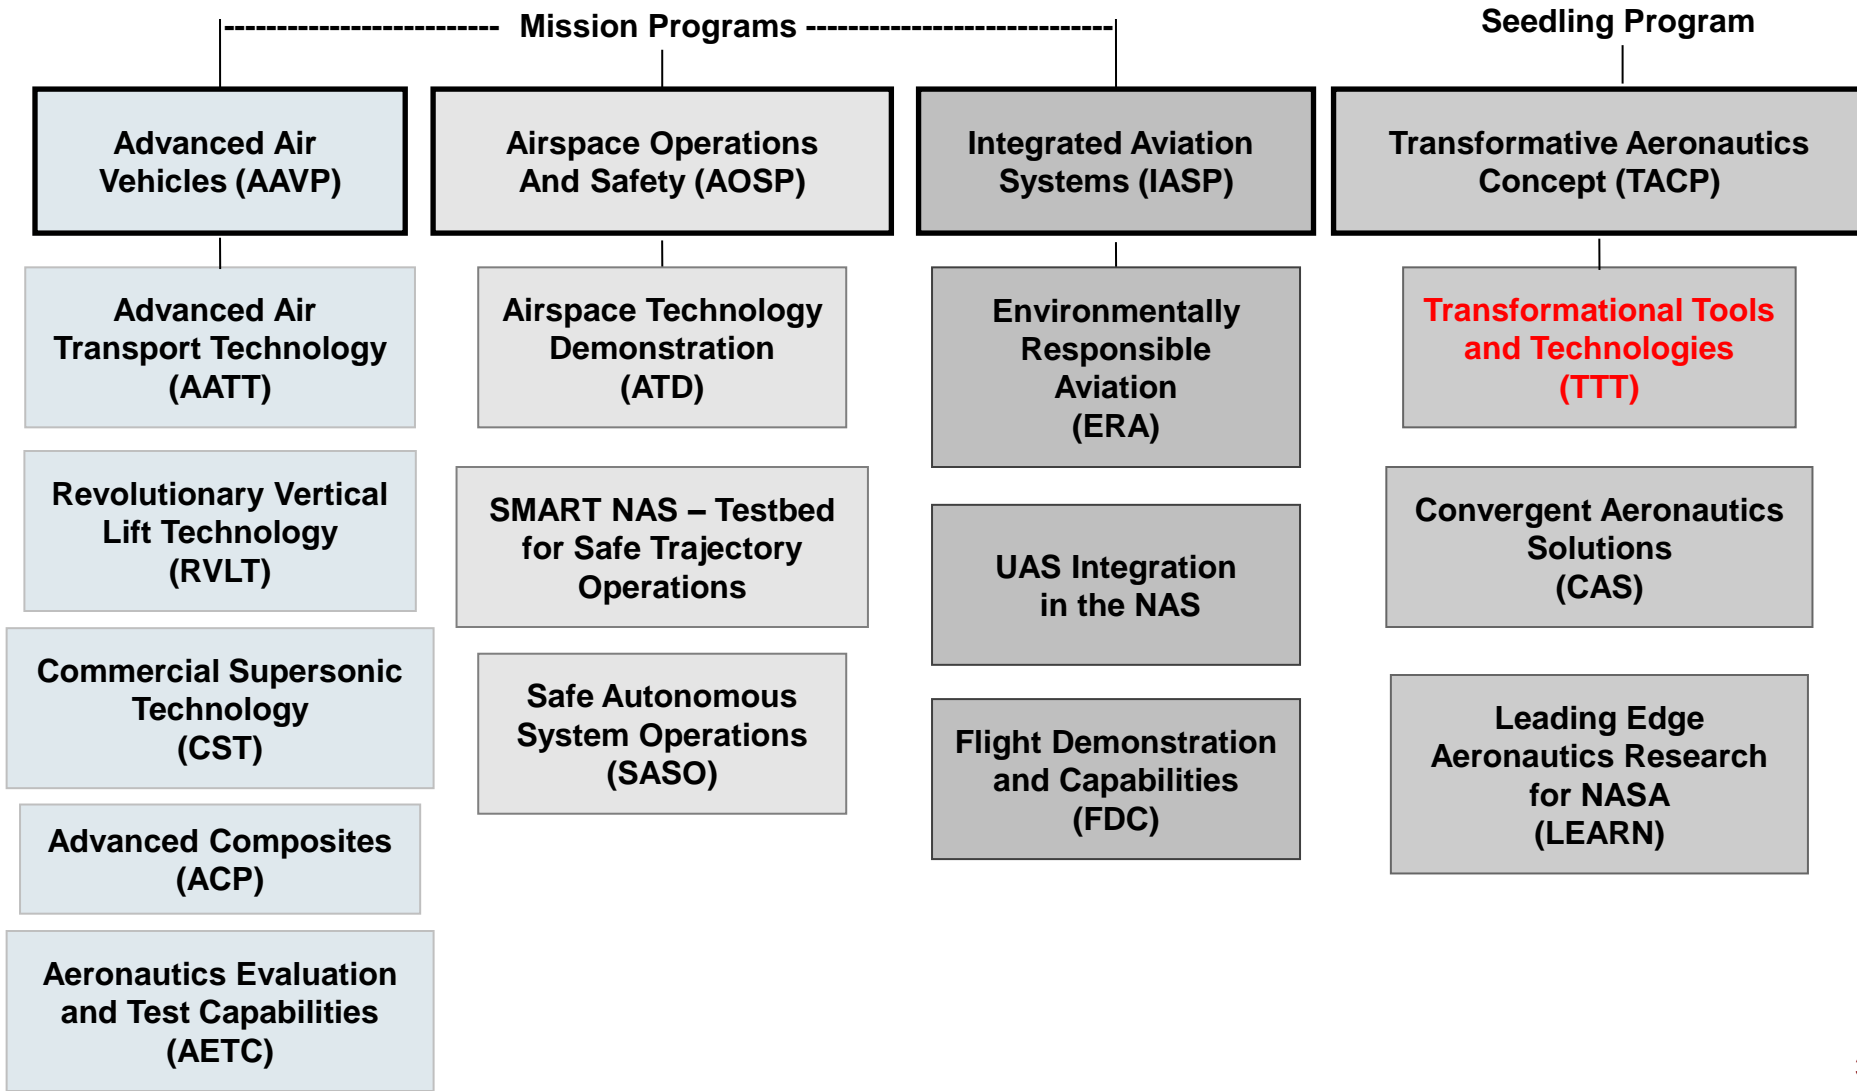 Mission Programs
Seedling Program
Advanced Air
Vehicles (AAVP)
Airspace Operations
And Safety (AOSP)
Integrated Aviation
Systems (IASP)
Transformative Aeronautics
Concept (TACP)
Advanced Air
Transport Technology
(AATT)
Revolutionary Vertical
Lift Technology
(RVLT)
Commercial Supersonic
Technology
(CST)
Advanced Composites
(ACP)
Aeronautics Evaluation
and Test Capabilities
(AETC)
Airspace Technology
Demonstration
(ATD)
SMART NAS – Testbed
for Safe Trajectory
Operations
Safe Autonomous
System Operations
(SASO)
Environmentally
Responsible
Aviation
(ERA)
UAS Integration
in the NAS
Flight Demonstration
and Capabilities
(FDC)
Transformational Tools
and Technologies
(TTT)
Convergent Aeronautics
Solutions
(CAS)
Leading Edge
Aeronautics Research
for NASA
(LEARN)